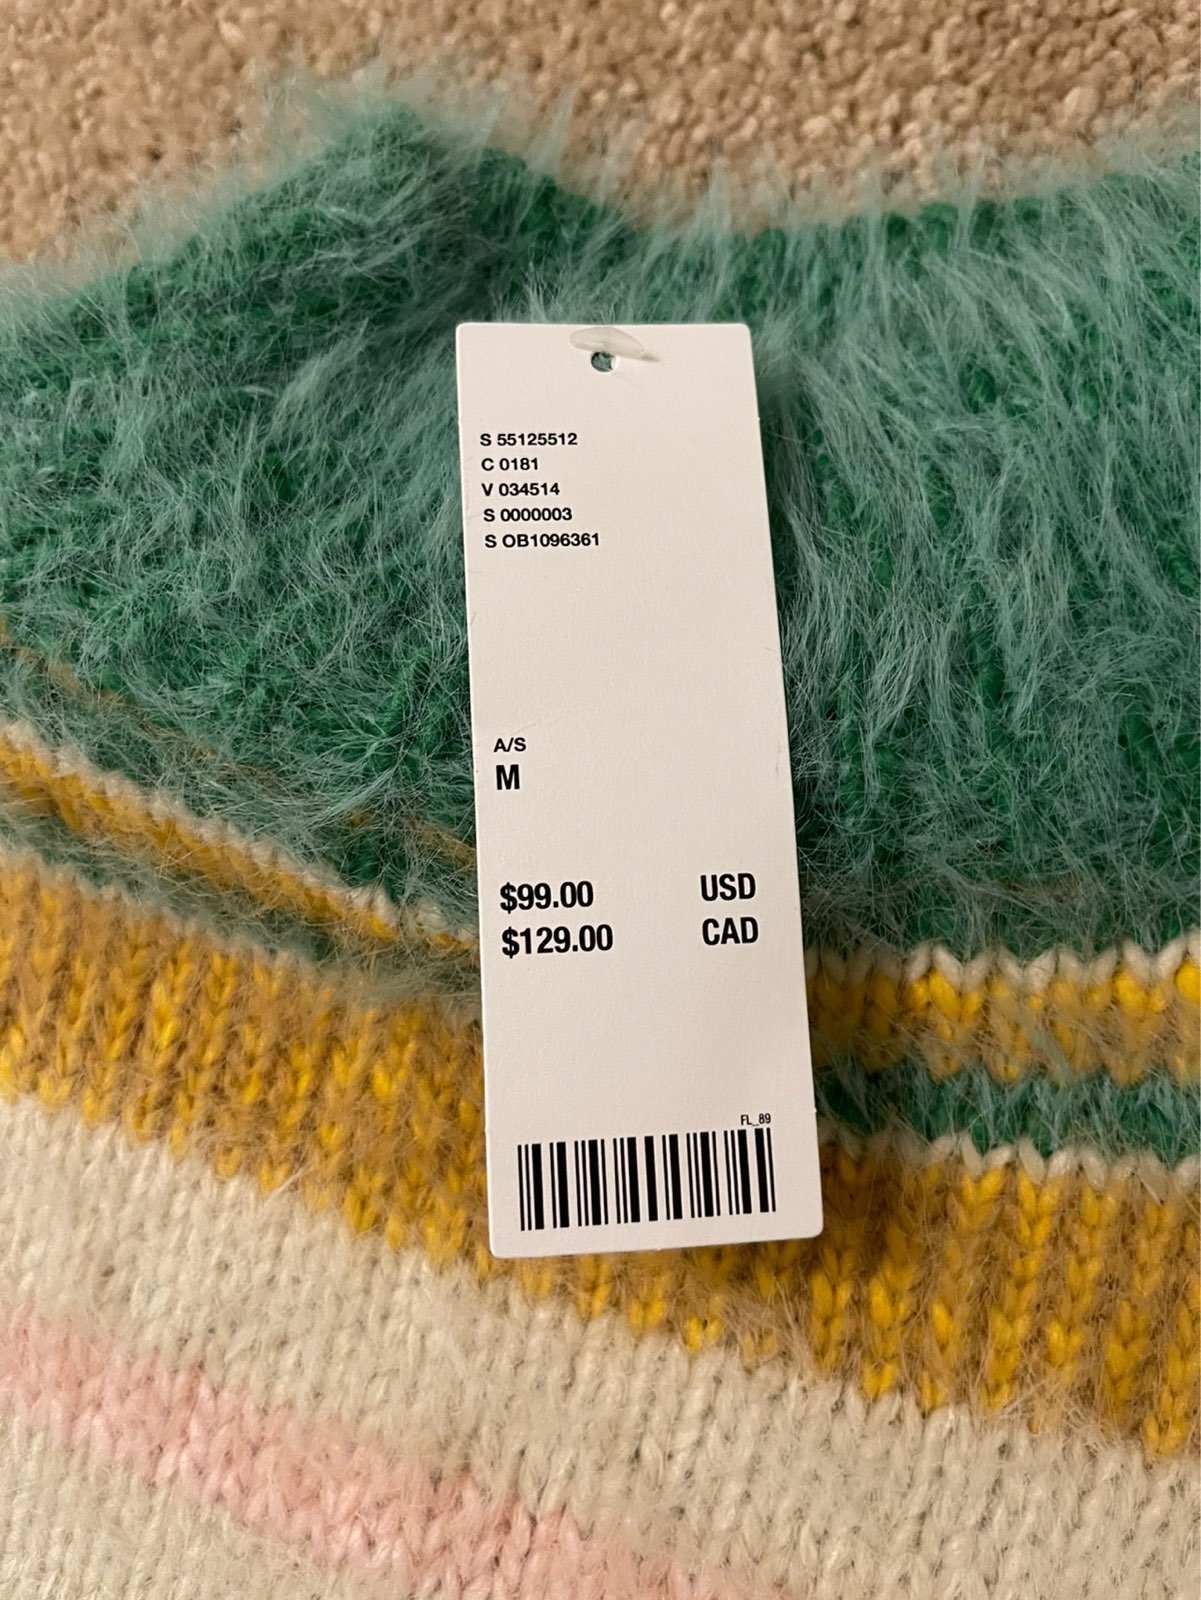 S 55125512
C 0181
V 034514
S 0000003
S OB1096361
A/S
M
$99.00 USD
$129.00 CAD
FL_89